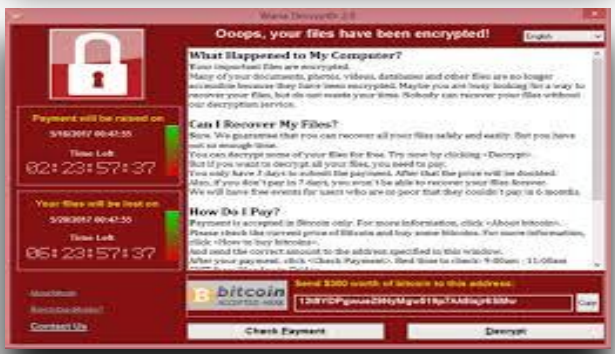 Wana Decrypt0r 2.0
Ooops, your files have been encrypted!
English
What Happened to My Computer?
Your important files are encrypted.
Many of your documents, photos, videos, databases and other files are no longer
accessible because they have been encrypted. Maybe you are busy looking for a way to
recover your files, but do not waste your time. Nobody can recover your files without
our decryption service.
Can I Recover My Files?
Sure. We guarantee that you can recover all your files safely and easily. But you have
not so enough time.
You can decrypt some of your files for free. Try now by clicking <Decrypt>.
But if you want to decrypt all your files, you need to pay.
You only have 3 days to submit the payment. After that the price will be doubled.
Also, if you don't pay in 7 days, you won't be able to recover your files forever.
We will have free events for users who are so poor that they couldn't pay in 6 months.
How Do I Pay?
Payment is accepted in Bitcoin only. For more information, click <About bitcoin>.
Please check the current price of Bitcoin and buy some bitcoins. For more information,
click <How to buy bitcoins>.
And send the correct amount to the address specified in this window.
After your payment, click <Check Payment>. Best time to check: 9:00am - 11:00am
Payment will be raised on
5/16/2017 00:47:55
Time Left
02:23:57:37
Your files will be lost on
5/20/2017 00:47:55
Time Left
06:23:57:37
About bitcoin
How to buy bitcoins?
Contact Us
bitcoin
ACCEPTED HERE
Send $300 worth of bitcoin to this address:
Copy
Check Payment
Decrypt